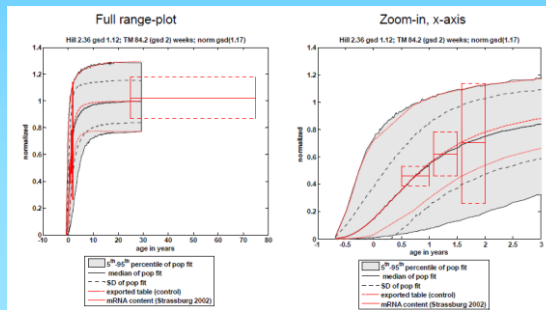 Full range-plot
Zoom-in, x-axis
Hill 2.36 gsd 1.12; TM 84.2 (gsd 2) weeks; norm gsd(1.17)
Hill 2.36 gsd 1.12; TM 84.2 (gsd 2) weeks; norm gsd(1.17)
normalized
1.4
1.2
1
0.8
0.6
0.4
0.2
0
-10 0 10 20 30 40 50 60 70 80
age in years
5th-95th percentile of pop fit
median of pop fit
SD of pop fit
exported table (control)
mRNA content (Strassburg 2002)
normalized
1.4
1.2
1
0.8
0.6
0.4
0.2
0
-1 -0.5 0 0.5 1 1.5 2 2.5 3
age in years
5th-95th percentile of pop fit
median of pop fit
SD of pop fit
exported table (control)
mRNA content (Strassburg 2002)